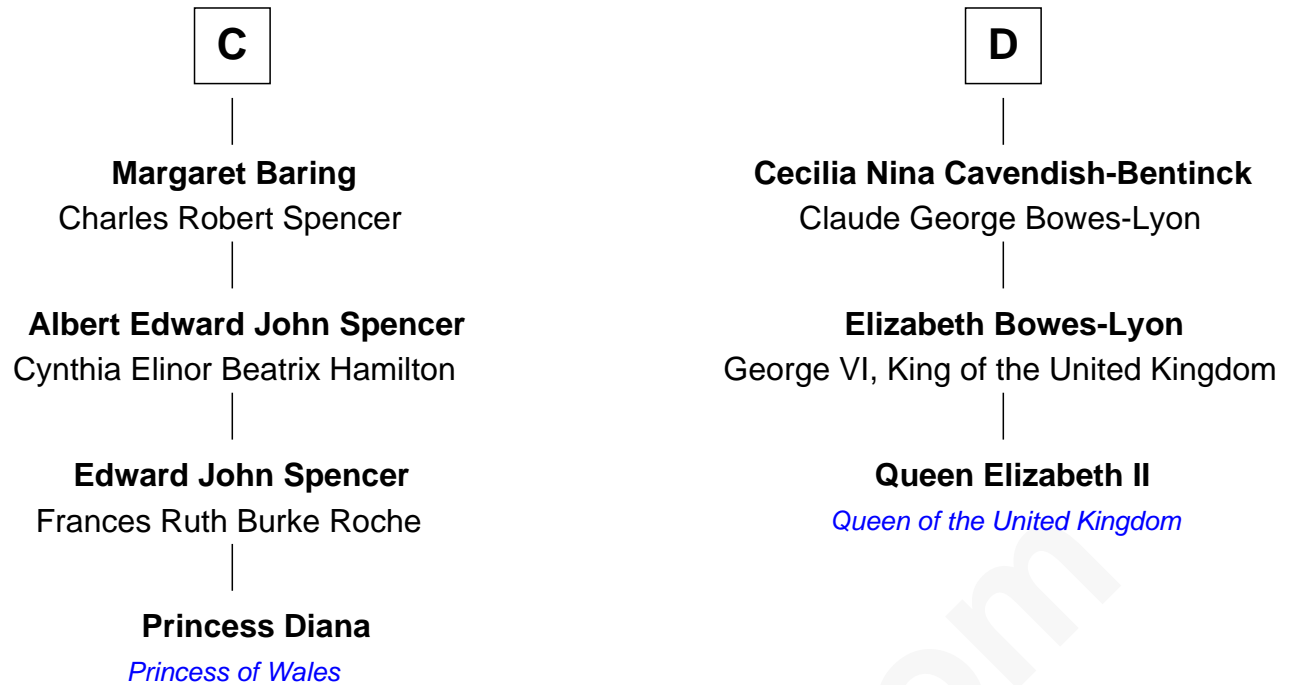 C
Margaret Baring
Charles Robert Spencer
Albert Edward John Spencer
Cynthia Elinor Beatrix Hamilton
Edward John Spencer
Frances Ruth Burke Roche
Princess Diana
Princess of Wales
D
Cecilia Nina Cavendish-Bentinck
Claude George Bowes-Lyon
Elizabeth Bowes-Lyon
George VI, King of the United Kingdom
Queen Elizabeth II
Queen of the United Kingdom
om